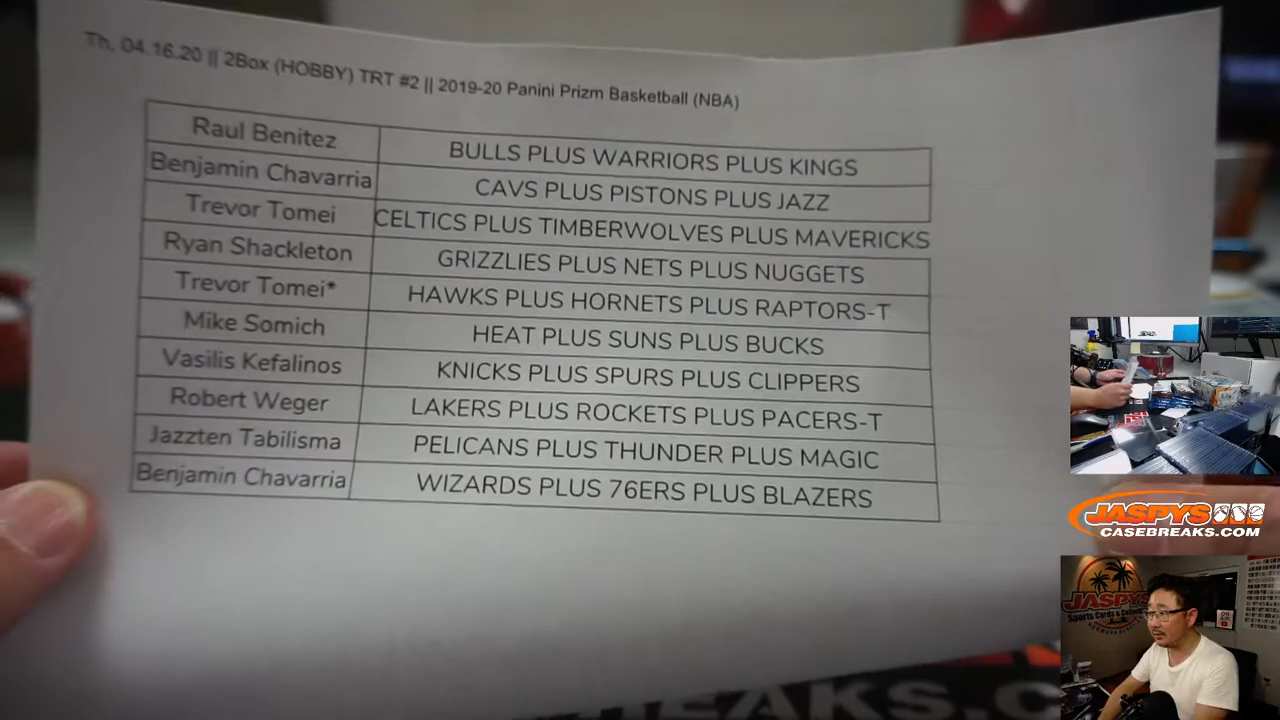 Th, 04.16.20 || 2Box (HOBBY) TRT #2 || 2019-20 Panini Prizm Basketball (NBA)
Raul Benitez BULLS PLUS WARRIORS PLUS KINGS
Benjamin Chavarria CAVS PLUS PISTONS PLUS JAZZ
Trevor Tomei CELTICS PLUS TIMBERWOLVES PLUS MAVERICKS
Ryan Shackleton GRIZZLIES PLUS NETS PLUS NUGGETS
Trevor Tomei* HAWKS PLUS HORNETS PLUS RAPTORS-T
Mike Somich HEAT PLUS SUNS PLUS BUCKS
Vasilis Kefalinos KNICKS PLUS SPURS PLUS CLIPPERS
Robert Weger LAKERS PLUS ROCKETS PLUS PACERS-T
Jazzten Tabilisma PELICANS PLUS THUNDER PLUS MAGIC
Benjamin Chavarria WIZARDS PLUS 76ERS PLUS BLAZERS
JASPYS
CASEBREAKS.COM
JASPYS
Sports Cards &
ON AIR